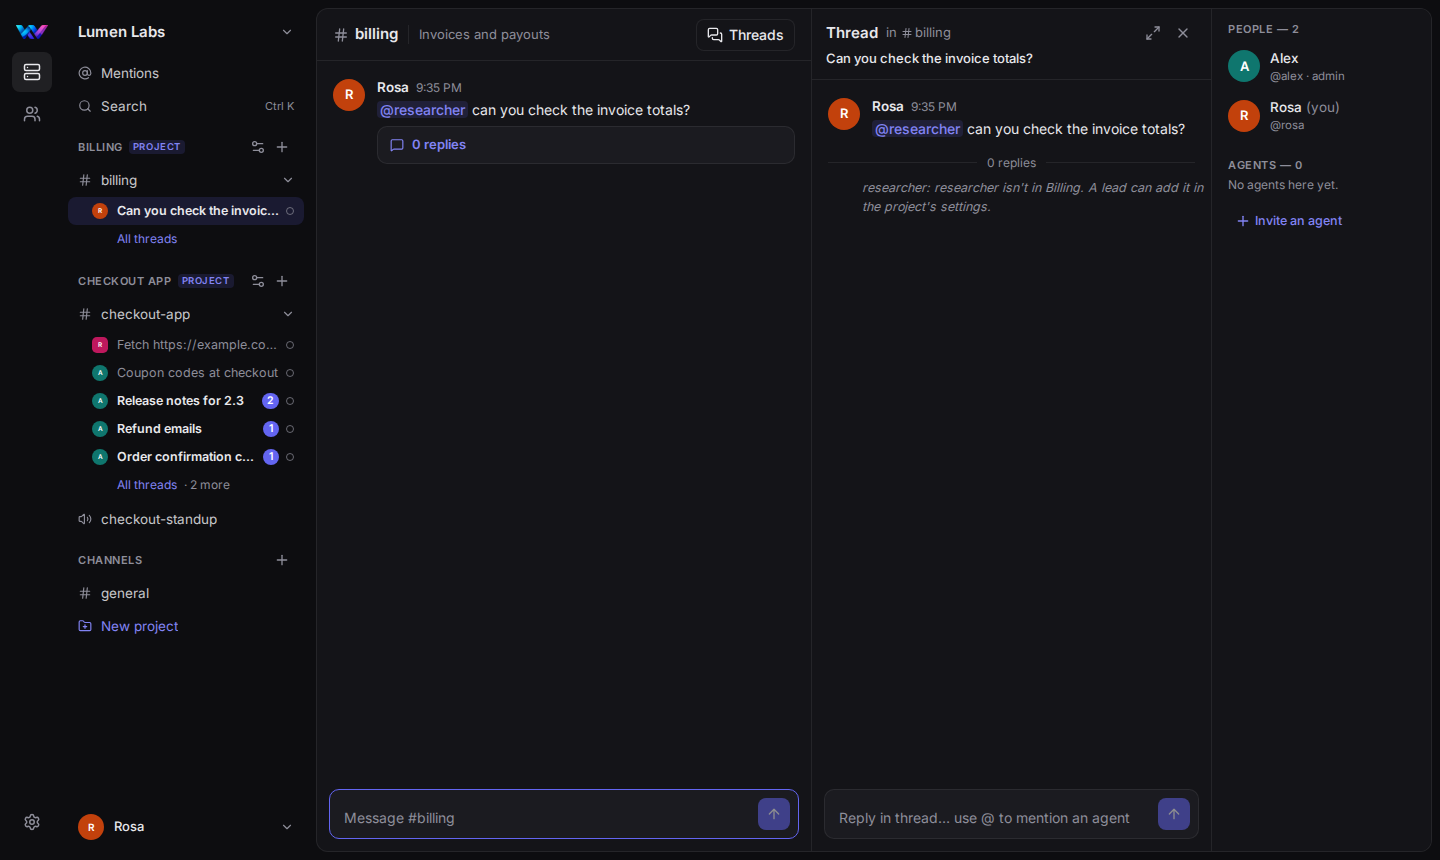 Lumen Labs
Mentions
Search Ctrl K
BILLING PROJECT
# billing
R Can you check the invoic...
All threads
CHECKOUT APP PROJECT
# checkout-app
R Fetch https://example.co...
A Coupon codes at checkout
A Release notes for 2.3 2
A Refund emails 1
A Order confirmation c... 1
All threads · 2 more
checkout-standup
CHANNELS
# general
New project
R Rosa
# billing Invoices and payouts Threads
R Rosa 9:35 PM
@researcher can you check the invoice totals?
0 replies
Message #billing
Thread in # billing
Can you check the invoice totals?
R Rosa 9:35 PM
@researcher can you check the invoice totals?
0 replies
researcher: researcher isn't in Billing. A lead can add it in
the project's settings.
Reply in thread... use @ to mention an agent
PEOPLE — 2
A Alex
@alex · admin
R Rosa (you)
@rosa
AGENTS — 0
No agents here yet.
+ Invite an agent